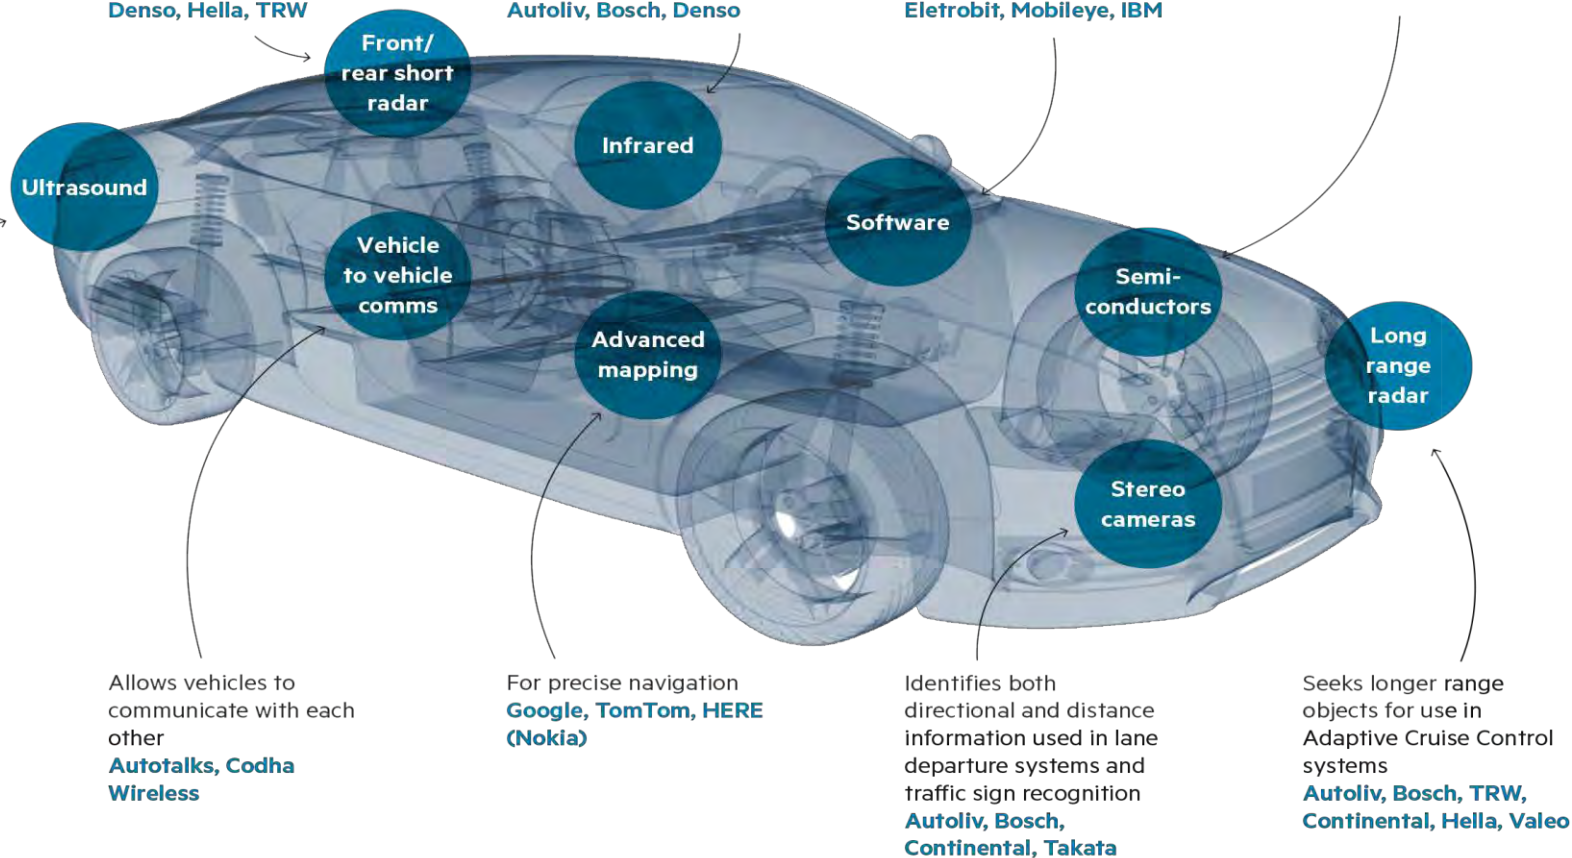 Denso, Hella, TRW
Autoliv, Bosch, Denso
Eletrobit, Mobileye, IBM
Front/
rear short
radar
Infrared
Ultrasound
Software
Vehicle
to vehicle
comms
Semi-
conductors
Advanced
mapping
Long
range
radar
Stereo
cameras
Allows vehicles to
communicate with each
other
Autotalks, Codha
Wireless
For precise navigation
Google, TomTom, HERE
(Nokia)
Identifies both
directional and distance
information used in lane
departure systems and
traffic sign recognition
Autoliv, Bosch,
Continental, Takata
Seeks longer range
objects for use in
Adaptive Cruise Control
systems
Autoliv, Bosch, TRW,
Continental, Hella, Valeo